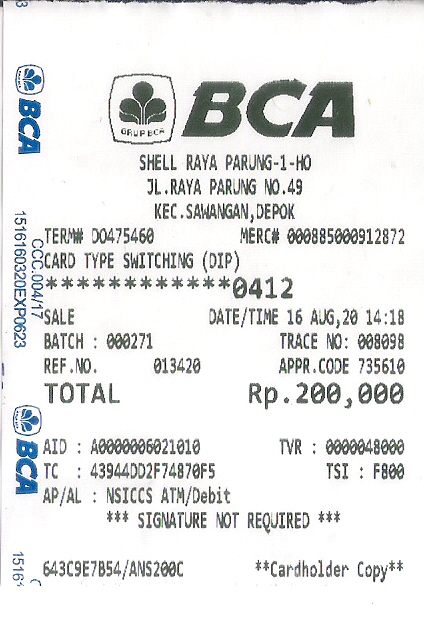 GRUP BCA
BCA
SHELL RAYA PARUNG-1-HO
JL.RAYA PARUNG NO.49
KEC.SAWANGAN,DEPOK
TERM# DO475460 MERC# 000885000912872
CARD TYPE SWITCHING (DIP)
************0412
SALE DATE/TIME 16 AUG,20 14:18
BATCH : 000271 TRACE NO: 008098
REF.NO. 013420 APPR.CODE 735610
TOTAL Rp.200,000
AID : A0000006021010 TVR : 0000048000
TC : 43944DD2F74870F5 TSI : F800
AP/AL : NSICCS ATM/Debit
*** SIGNATURE NOT REQUIRED ***
643C9E7B54/ANS200C **Cardholder Copy**
BCA
CCC.004/17
1516160320EXP0623
BCA